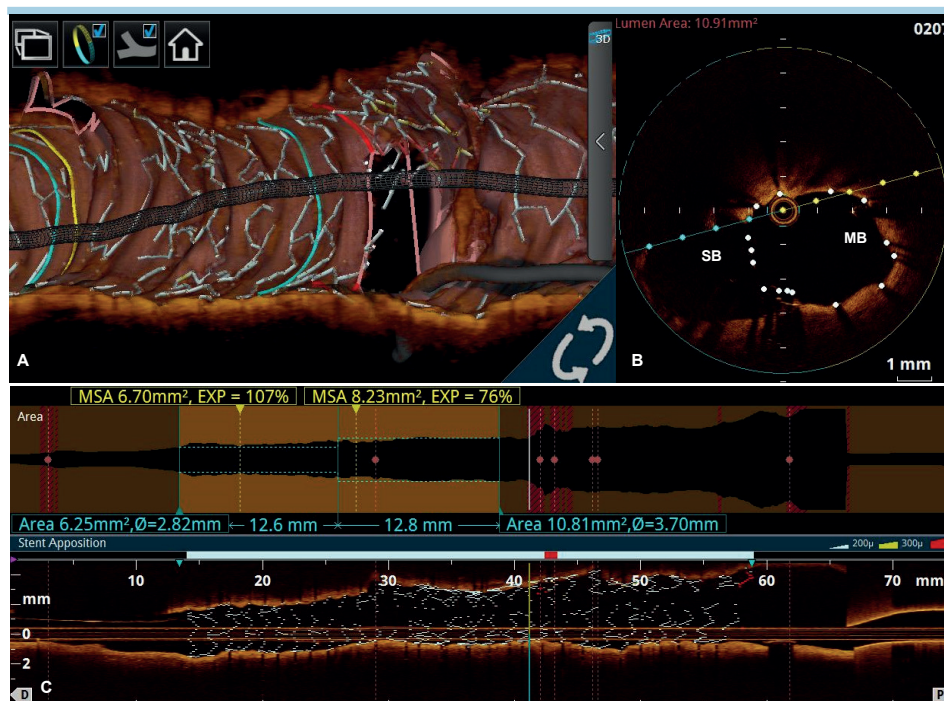 3D
A
Lumen Area: 10.91mm²
0207
SB
MB
B
1 mm
MSA 6.70mm², EXP = 107%
MSA 8.23mm², EXP = 76%
Area
Area 6.25mm²,Ø=2.82mm
12.6 mm
12.8 mm
Area 10.81mm²,Ø=3.70mm
Stent Apposition
200µ
300µ
10 20 30 40 50 60 70 mm
mm
0
2
D
C
P